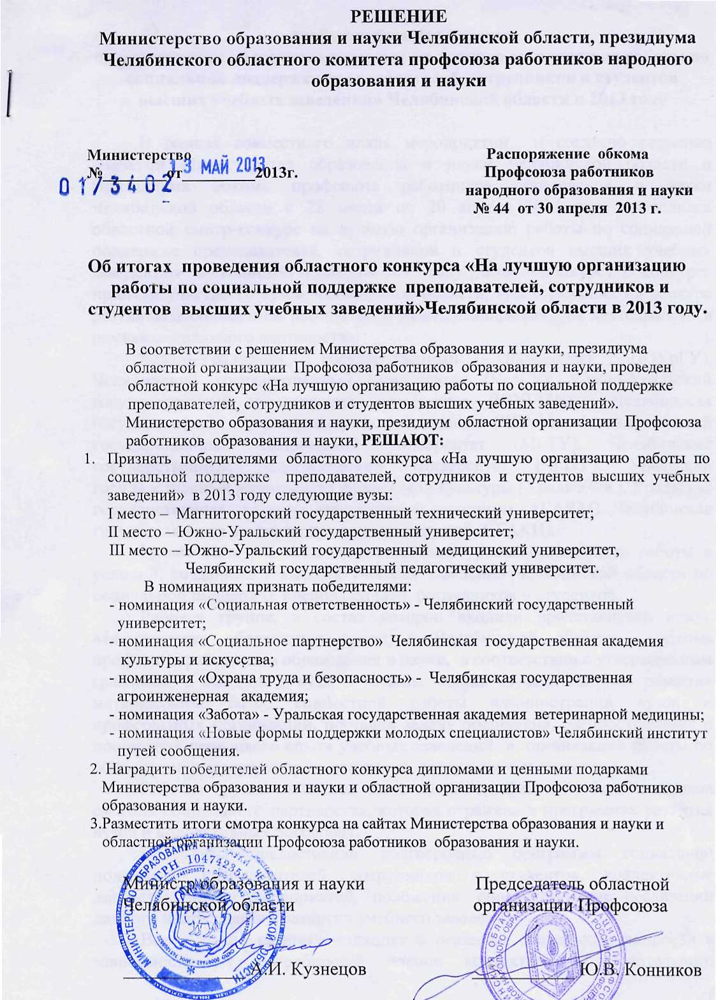 РЕШЕНИЕ
Министерство образования и науки Челябинской области, президиума
Челябинского областного комитета профсоюза работников народного
образования и науки
Министерство
№________от_________2013г.
13 МАЙ 2013
01/3402
Распоряжение обкома
Профсоюза работников
народного образования и науки
№ 44 от 30 апреля 2013 г.
Об итогах проведения областного конкурса «На лучшую организацию
работы по социальной поддержке преподавателей, сотрудников и
студентов высших учебных заведений»Челябинской области в 2013 году.
В соответствии с решением Министерства образования и науки, президиума
областной организации Профсоюза работников образования и науки, проведен
областной конкурс «На лучшую организацию работы по социальной поддержке
преподавателей, сотрудников и студентов высших учебных заведений».
Министерство образования и науки, президиум областной организации Профсоюза
работников образования и науки, РЕШАЮТ:
1. Признать победителями областного конкурса «На лучшую организацию работы по
социальной поддержке преподавателей, сотрудников и студентов высших учебных
заведений» в 2013 году следующие вузы:
I место – Магнитогорский государственный технический университет;
II место – Южно-Уральский государственный университет;
III место – Южно-Уральский государственный медицинский университет,
Челябинский государственный педагогический университет.
В номинациях признать победителями:
- номинация «Социальная ответственность» - Челябинский государственный
университет;
- номинация «Социальное партнерство» Челябинская государственная академия
культуры и искусства;
- номинация «Охрана труда и безопасность» - Челябинская государственная
агроинженерная академия;
- номинация «Забота» - Уральская государственная академия ветеринарной медицины;
- номинация «Новые формы поддержки молодых специалистов» Челябинский институт
путей сообщения.
2. Наградить победителей областного конкурса дипломами и ценными подарками
Министерства образования и науки и областной организации Профсоюза работников
образования и науки.
3.Разместить итоги смотра конкурса на сайтах Министерства образования и науки и
областной организации Профсоюза работников образования и науки.
Министр образования и науки
Челябинской области
______________А.И. Кузнецов
Председатель областной
организации Профсоюза
____________Ю.В. Конников
МИНИСТЕРСТВО ОБРАЗОВАНИЯ И НАУКИ ЧЕЛЯБИНСКОЙ ОБЛАСТИ